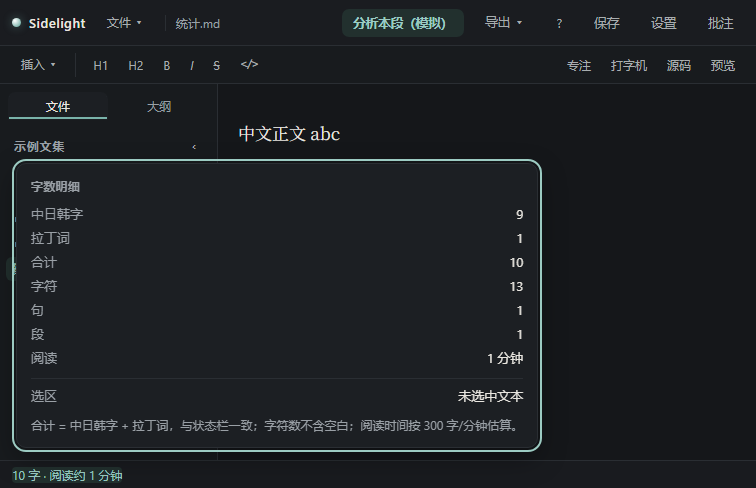 Sidelight 文件 统计.md 分析本段（模拟） 导出 ? 保存 设置 批注
插入 H1 H2 B I S </> 专注 打字机 源码 预览
文件 大纲
示例文集
中文正文 abc
字数明细
中日韩字 9
拉丁词 1
合计 10
字符 13
句 1
段 1
阅读 1 分钟
选区 未选中文本
合计 = 中日韩字 + 拉丁词，与状态栏一致；字符数不含空白；阅读时间按 300 字/分钟估算。
10 字 · 阅读约 1 分钟